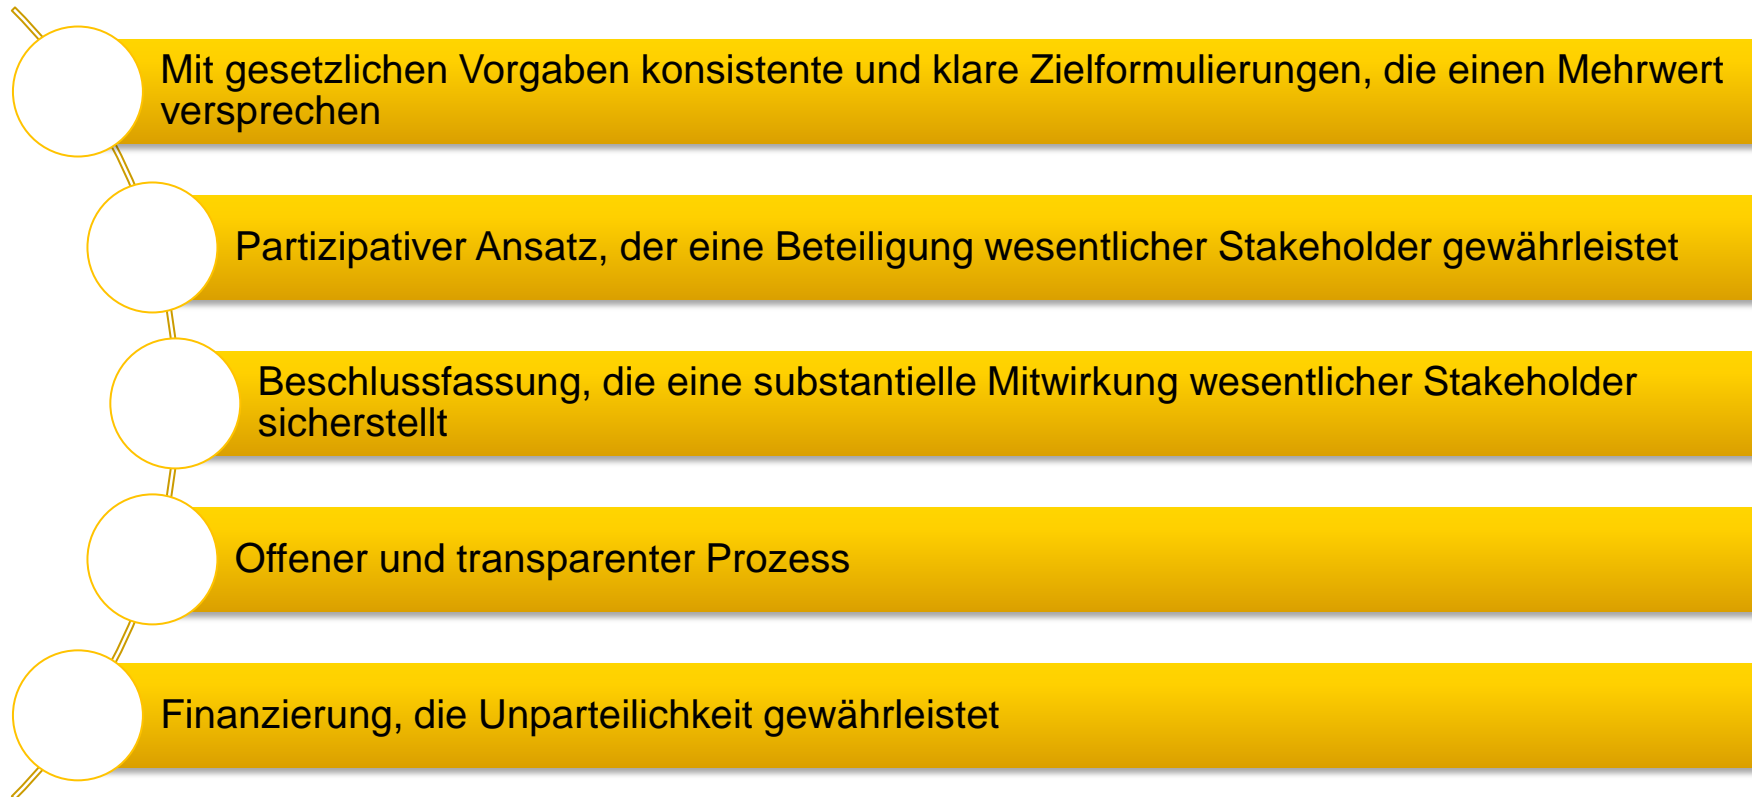 Mit gesetzlichen Vorgaben konsistente und klare Zielformulierungen, die einen Mehrwert
versprechen
Partizipativer Ansatz, der eine Beteiligung wesentlicher Stakeholder gewährleistet
Beschlussfassung, die eine substantielle Mitwirkung wesentlicher Stakeholder
sicherstellt
Offener und transparenter Prozess
Finanzierung, die Unparteilichkeit gewährleistet